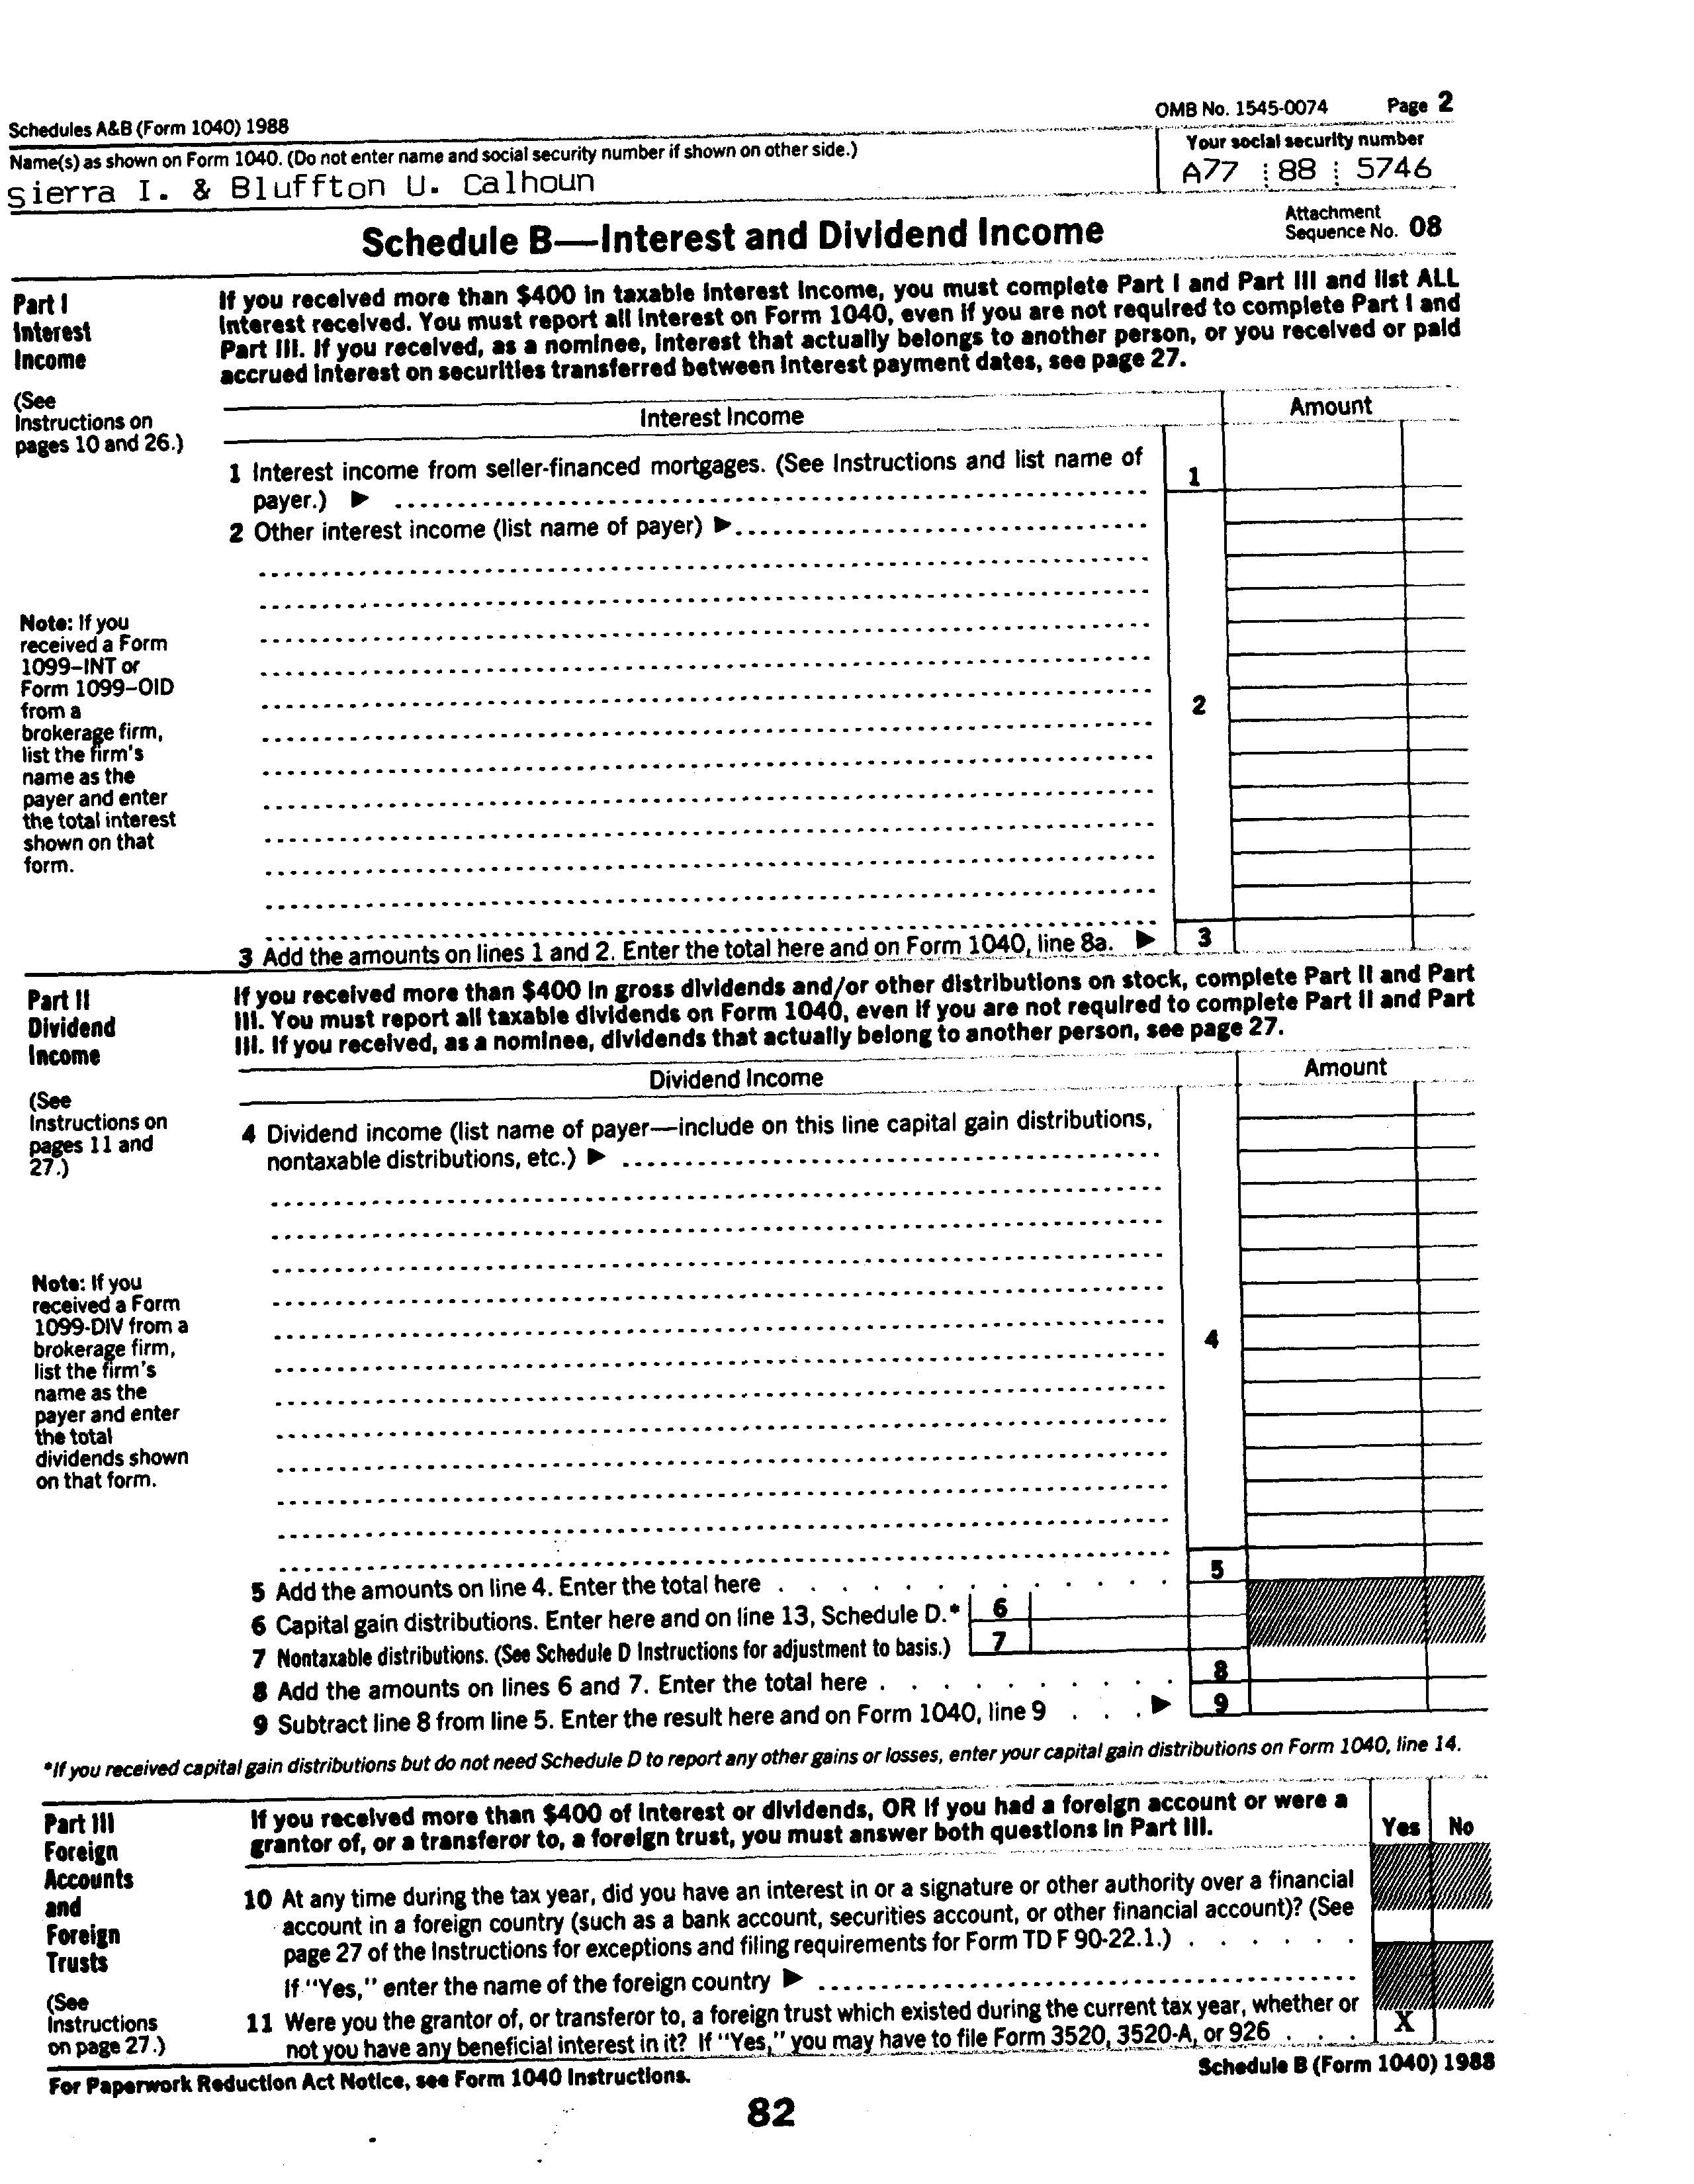 Schedules A&B (Form 1040) 1988
OMB No. 1545-0074 Page 2
Name(s) as shown on Form 1040. (Do not enter name and social security number if shown on other side.)
Your social security number
Sierra I. & Bluffton U. Calhoun
A77 88 5746
Schedule B—Interest and Dividend Income
Attachment
Sequence No. 08
Part I
Interest
Income
(See
Instructions on
pages 10 and 26.)
If you received more than $400 in taxable interest income, you must complete Part I and Part III and list ALL
interest received. You must report all interest on Form 1040, even if you are not required to complete Part I and
Part III. If you received, as a nominee, interest that actually belongs to another person, or you received or paid
accrued interest on securities transferred between interest payment dates, see page 27.
Interest Income
Amount
1 Interest income from seller-financed mortgages. (See Instructions and list name of
payer.) ▶
1
2 Other interest income (list name of payer) ▶
Note: If you
received a Form
1099–INT or
Form 1099–OID
from a
brokerage firm,
list the firm's
name as the
payer and enter
the total interest
shown on that
form.
2
3 Add the amounts on lines 1 and 2. Enter the total here and on Form 1040, line 8a. ▶ 3
Part II
Dividend
Income
(See
Instructions on
pages 11 and
27.)
If you received more than $400 in gross dividends and/or other distributions on stock, complete Part II and Part
III. You must report all taxable dividends on Form 1040, even if you are not required to complete Part II and Part
III. If you received, as a nominee, dividends that actually belong to another person, see page 27.
Dividend Income
Amount
4 Dividend income (list name of payer—include on this line capital gain distributions,
nontaxable distributions, etc.) ▶
Note: If you
received a Form
1099-DIV from a
brokerage firm,
list the firm's
name as the
payer and enter
the total
dividends shown
on that form.
4
5 Add the amounts on line 4. Enter the total here . . . . . . . . . . . . . 5
6 Capital gain distributions. Enter here and on line 13, Schedule D.* 6
7 Nontaxable distributions. (See Schedule D Instructions for adjustment to basis.) 7
8 Add the amounts on lines 6 and 7. Enter the total here . . . . . . . . . . 8
9 Subtract line 8 from line 5. Enter the result here and on Form 1040, line 9 . . . ▶ 9
*If you received capital gain distributions but do not need Schedule D to report any other gains or losses, enter your capital gain distributions on Form 1040, line 14.
Part III
Foreign
Accounts
and
Foreign
Trusts
(See
Instructions
on page 27.)
If you received more than $400 of interest or dividends, OR if you had a foreign account or were a
grantor of, or a transferor to, a foreign trust, you must answer both questions in Part III.
Yes No
10 At any time during the tax year, did you have an interest in or a signature or other authority over a financial
account in a foreign country (such as a bank account, securities account, or other financial account)? (See
page 27 of the Instructions for exceptions and filing requirements for Form TD F 90-22.1.) . . . . . .
If "Yes," enter the name of the foreign country ▶
11 Were you the grantor of, or transferor to, a foreign trust which existed during the current tax year, whether or
not you have any beneficial interest in it? If "Yes," you may have to file Form 3520, 3520-A, or 926 . . .
X
For Paperwork Reduction Act Notice, see Form 1040 Instructions.
Schedule B (Form 1040) 1988
82